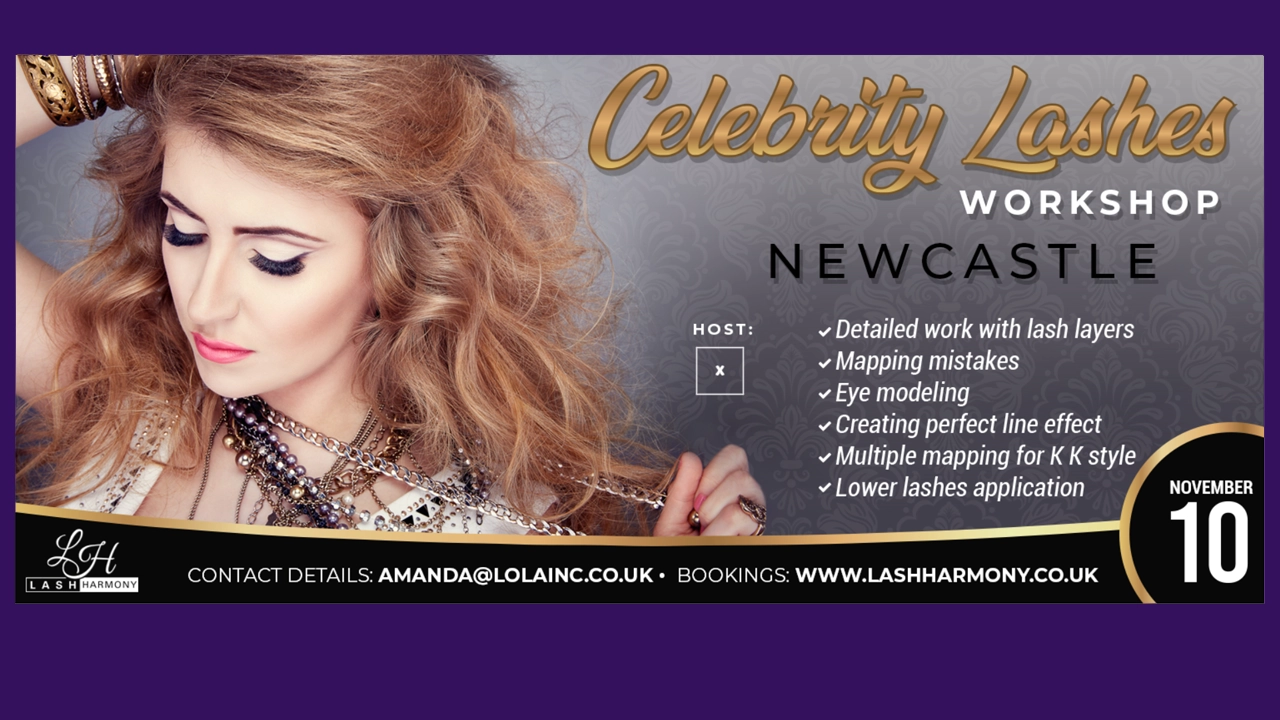 Celebrity Lashes
WORKSHOP
NEWCASTLE
HOST:
x
Detailed work with lash layers
Mapping mistakes
Eye modeling
Creating perfect line effect
Multiple mapping for K K style
Lower lashes application
NOVEMBER
10
LH
LASH HARMONY
CONTACT DETAILS: AMANDA@LOLAINC.CO.UK • BOOKINGS: WWW.LASHHARMONY.CO.UK